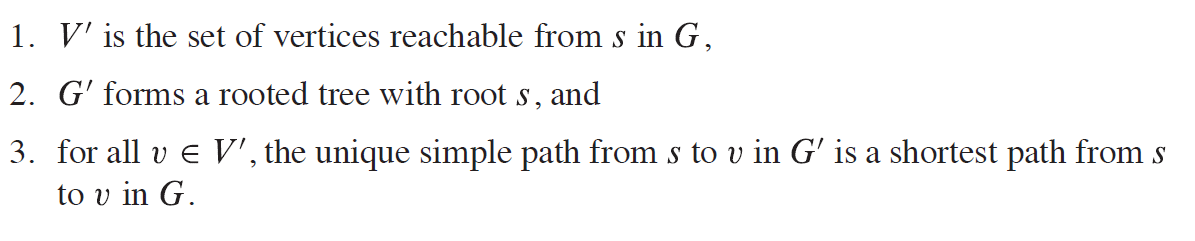 1. V′ is the set of vertices reachable from s in G,
2. G′ forms a rooted tree with root s, and
3. for all v ∈ V′, the unique simple path from s to v in G′ is a shortest path from s
to v in G.